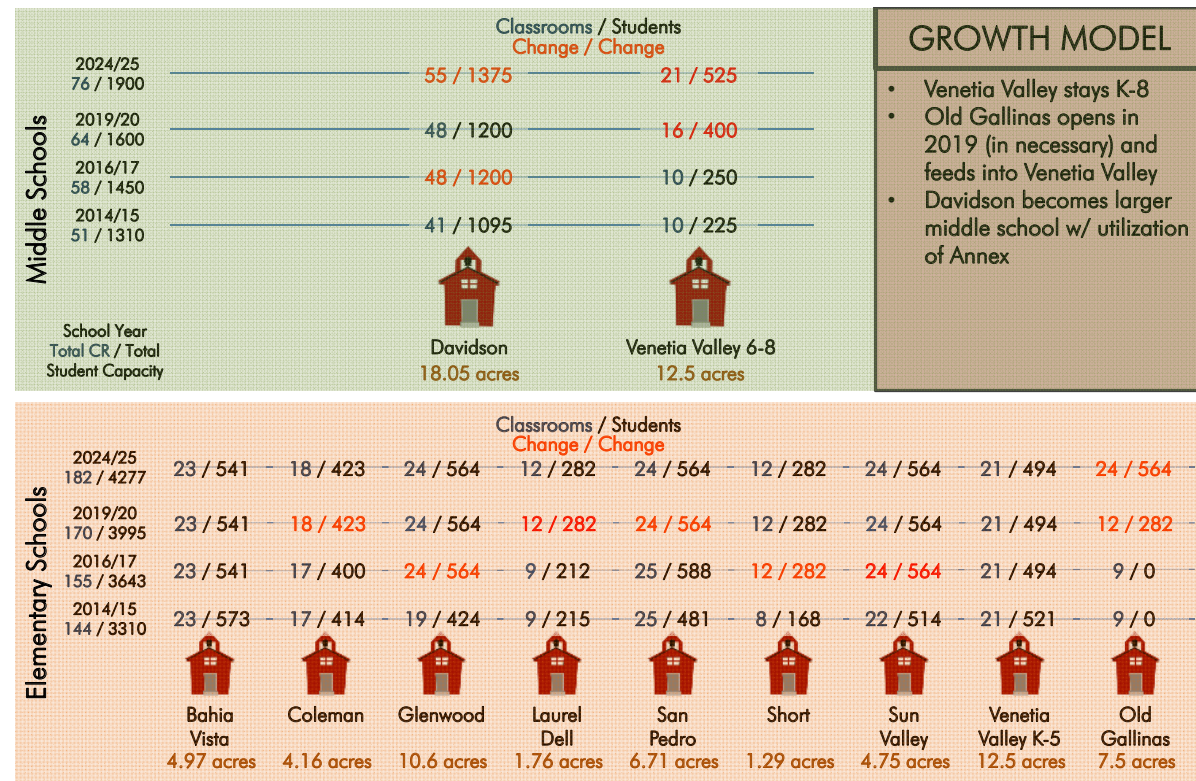 Classrooms / Students
Change / Change
Middle Schools
2024/25
76 / 1900
55 / 1375
21 / 525
2019/20
64 / 1600
48 / 1200
16 / 400
2016/17
58 / 1450
48 / 1200
10 / 250
2014/15
51 / 1310
41 / 1095
10 / 225
School Year
Total CR / Total
Student Capacity
Davidson
18.05 acres
Venetia Valley 6-8
12.5 acres
GROWTH MODEL
• Venetia Valley stays K-8
• Old Gallinas opens in
2019 (in necessary) and
feeds into Venetia Valley
• Davidson becomes larger
middle school w/ utilization
of Annex
Classrooms / Students
Change / Change
Elementary Schools
2024/25
182 / 4277
23 / 541 - 18 / 423 - 24 / 564 - 12 / 282 - 24 / 564 - 12 / 282 - 24 / 564 - 21 / 494 - 24 / 564
2019/20
170 / 3995
23 / 541 - 18 / 423 - 24 / 564 - 12 / 282 - 24 / 564 - 12 / 282 - 24 / 564 - 21 / 494 - 12 / 282
2016/17
155 / 3643
23 / 541 - 17 / 400 - 24 / 564 - 9 / 212 - 25 / 588 - 12 / 282 - 24 / 564 - 21 / 494 - 9 / 0
2014/15
144 / 3310
23 / 573 - 17 / 414 - 19 / 424 - 9 / 215 - 25 / 481 - 8 / 168 - 22 / 514 - 21 / 521 - 9 / 0
Bahia
Vista
4.97 acres
Coleman
4.16 acres
Glenwood
10.6 acres
Laurel
Dell
1.76 acres
San
Pedro
6.71 acres
Short
1.29 acres
Sun
Valley
4.75 acres
Venetia
Valley K-5
12.5 acres
Old
Gallinas
7.5 acres